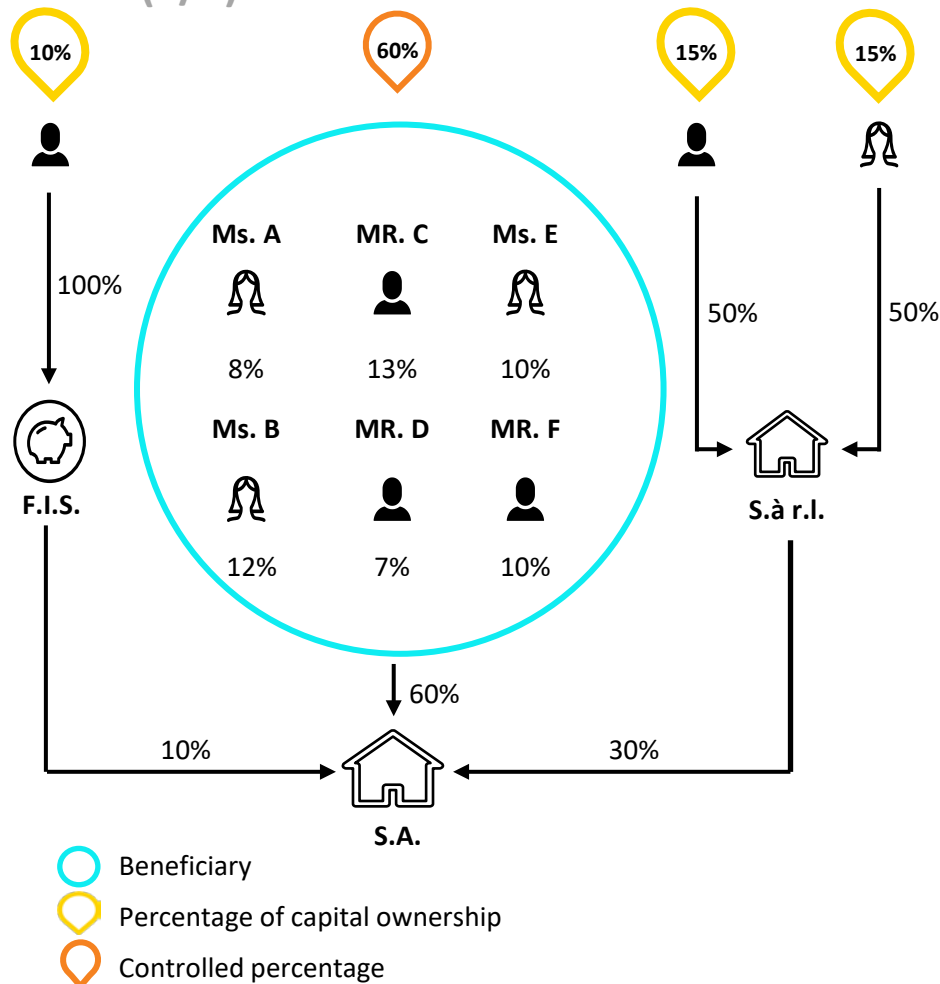 10% 60% 15% 15%
Ms. A MR. C Ms. E
100%
50% 50%
8% 13% 10%
Ms. B MR. D MR. F
F.I.S.
S.à r.l.
12% 7% 10%
60%
10% 30%
S.A.
Beneficiary
Percentage of capital ownership
Controlled percentage